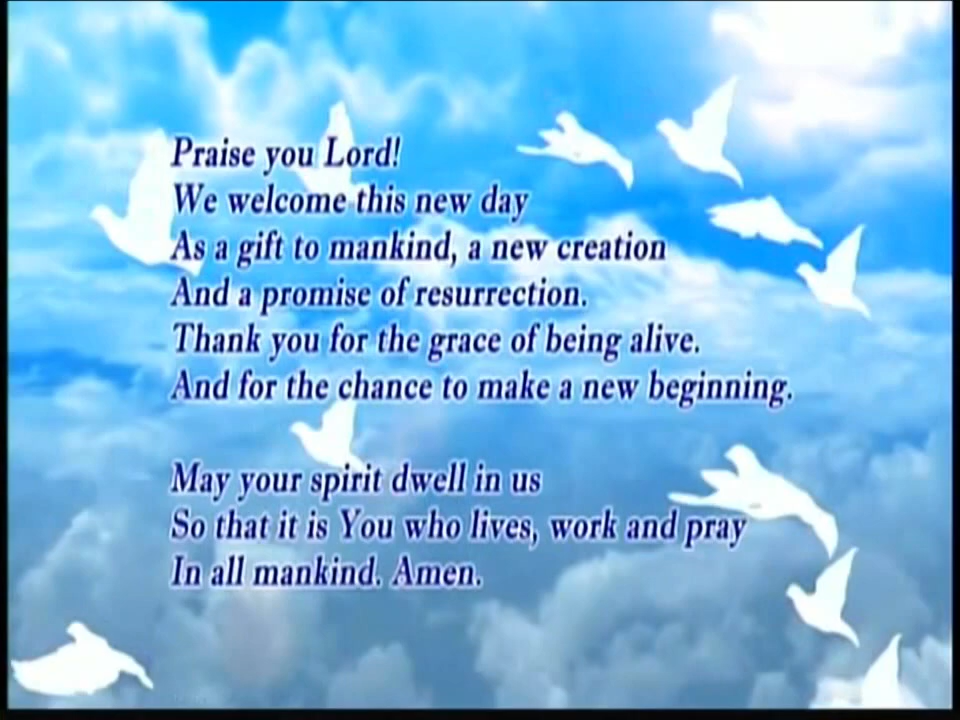 Praise you Lord!
We welcome this new day
As a gift to mankind, a new creation
And a promise of resurrection.
Thank you for the grace of being alive.
And for the chance to make a new beginning.
May your spirit dwell in us
So that it is You who lives, work and pray
In all mankind. Amen.